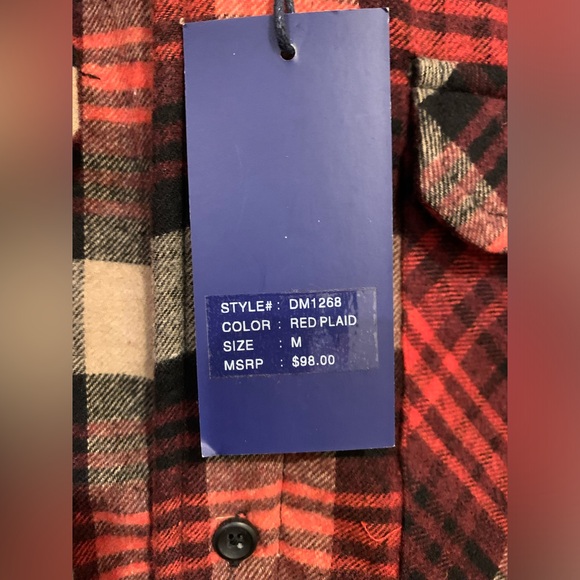 STYLE# : DM1268
COLOR : RED PLAID
SIZE : M
MSRP : $98.00